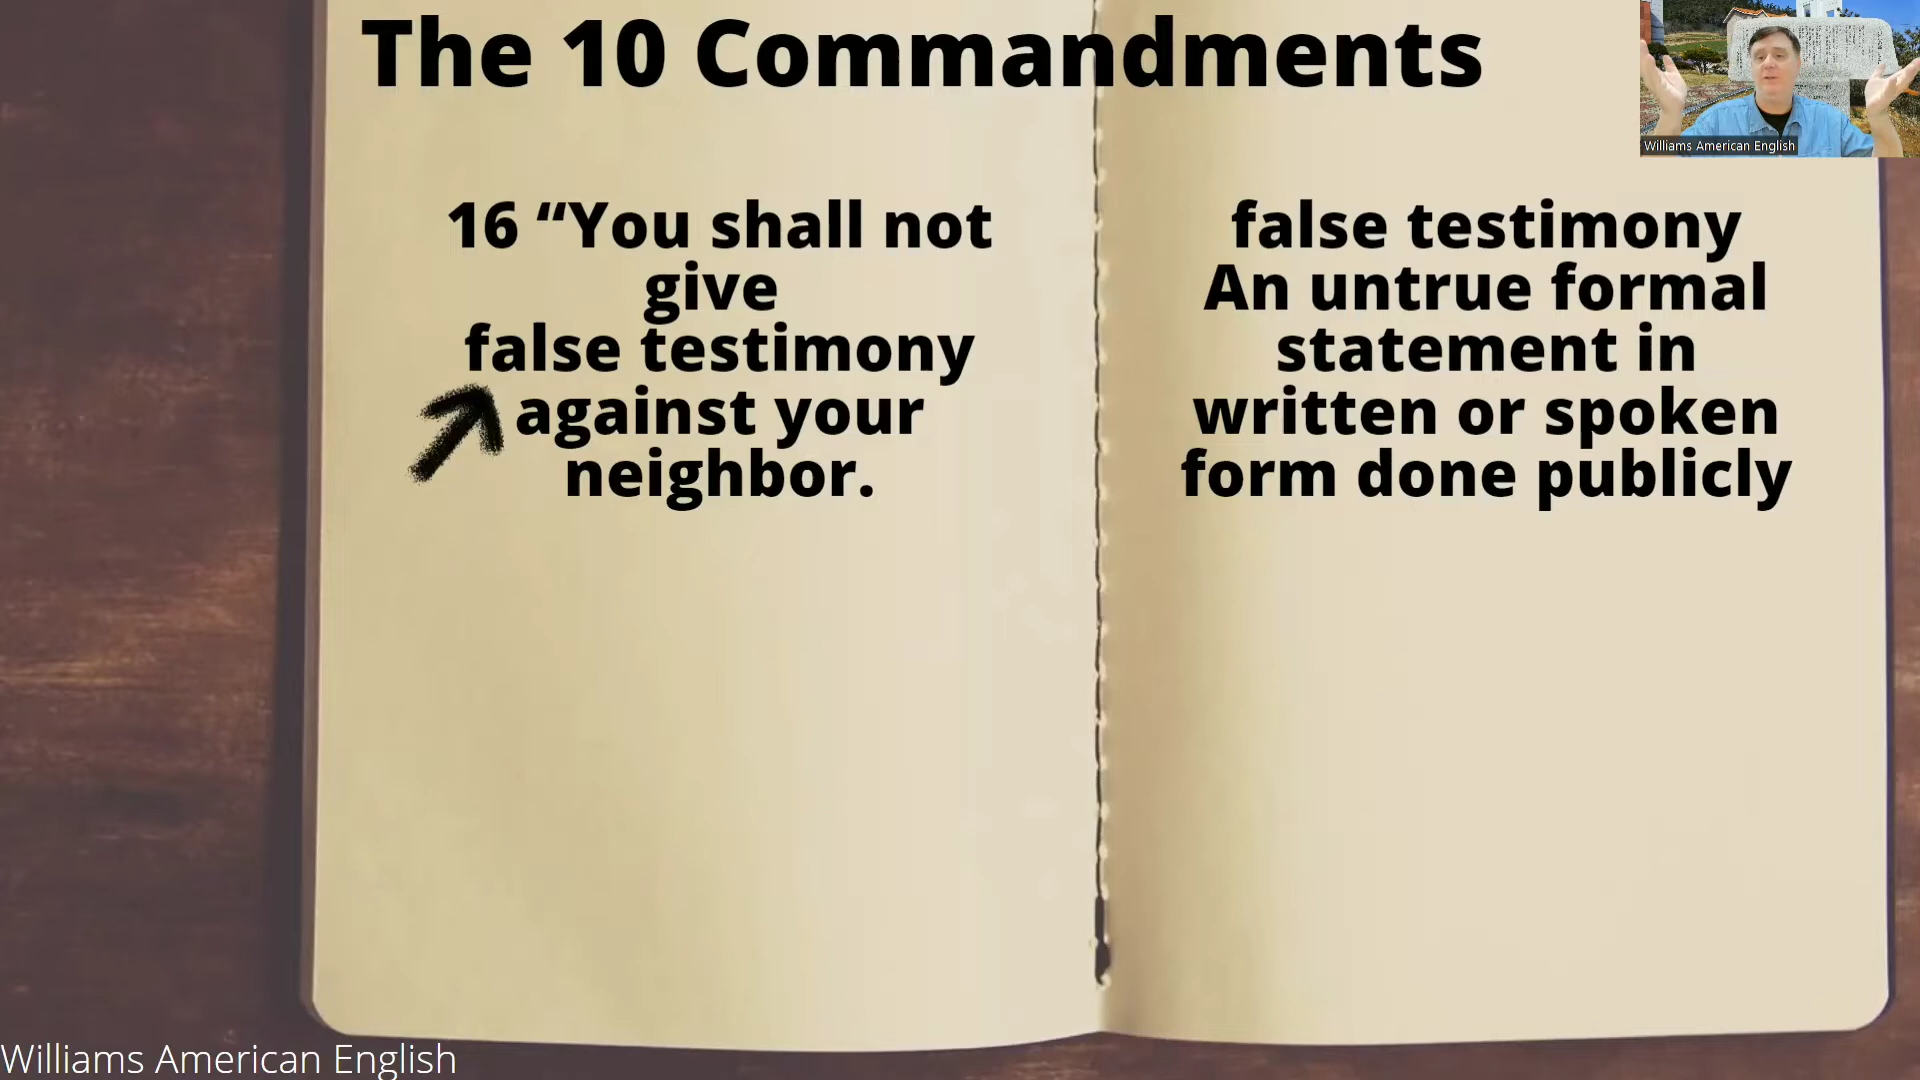 The 10 Commandments
16 “You shall not
give
false testimony
against your
neighbor.
false testimony
An untrue formal
statement in
written or spoken
form done publicly
Williams American English
Williams American English